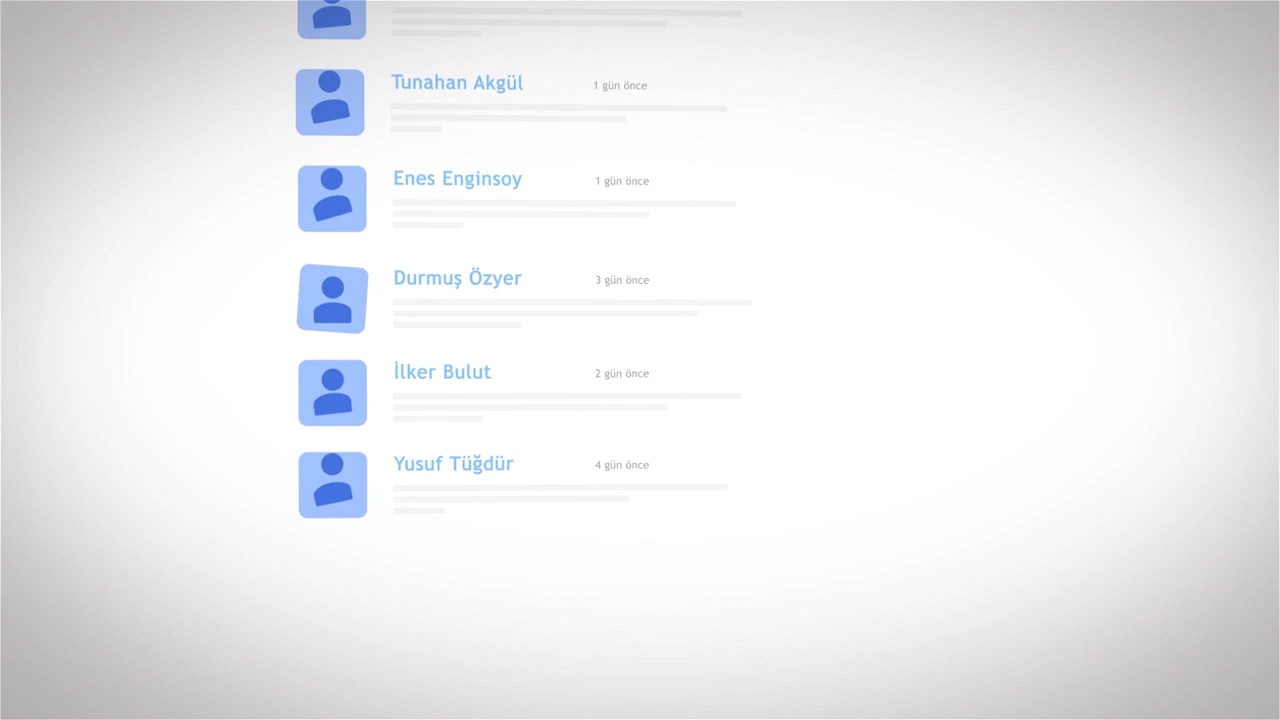 Tunahan Akgül 1 gün önce
Enes Enginsoy 1 gün önce
Durmuş Özyer 3 gün önce
İlker Bulut 2 gün önce
Yusuf Tüğdür 4 gün önce